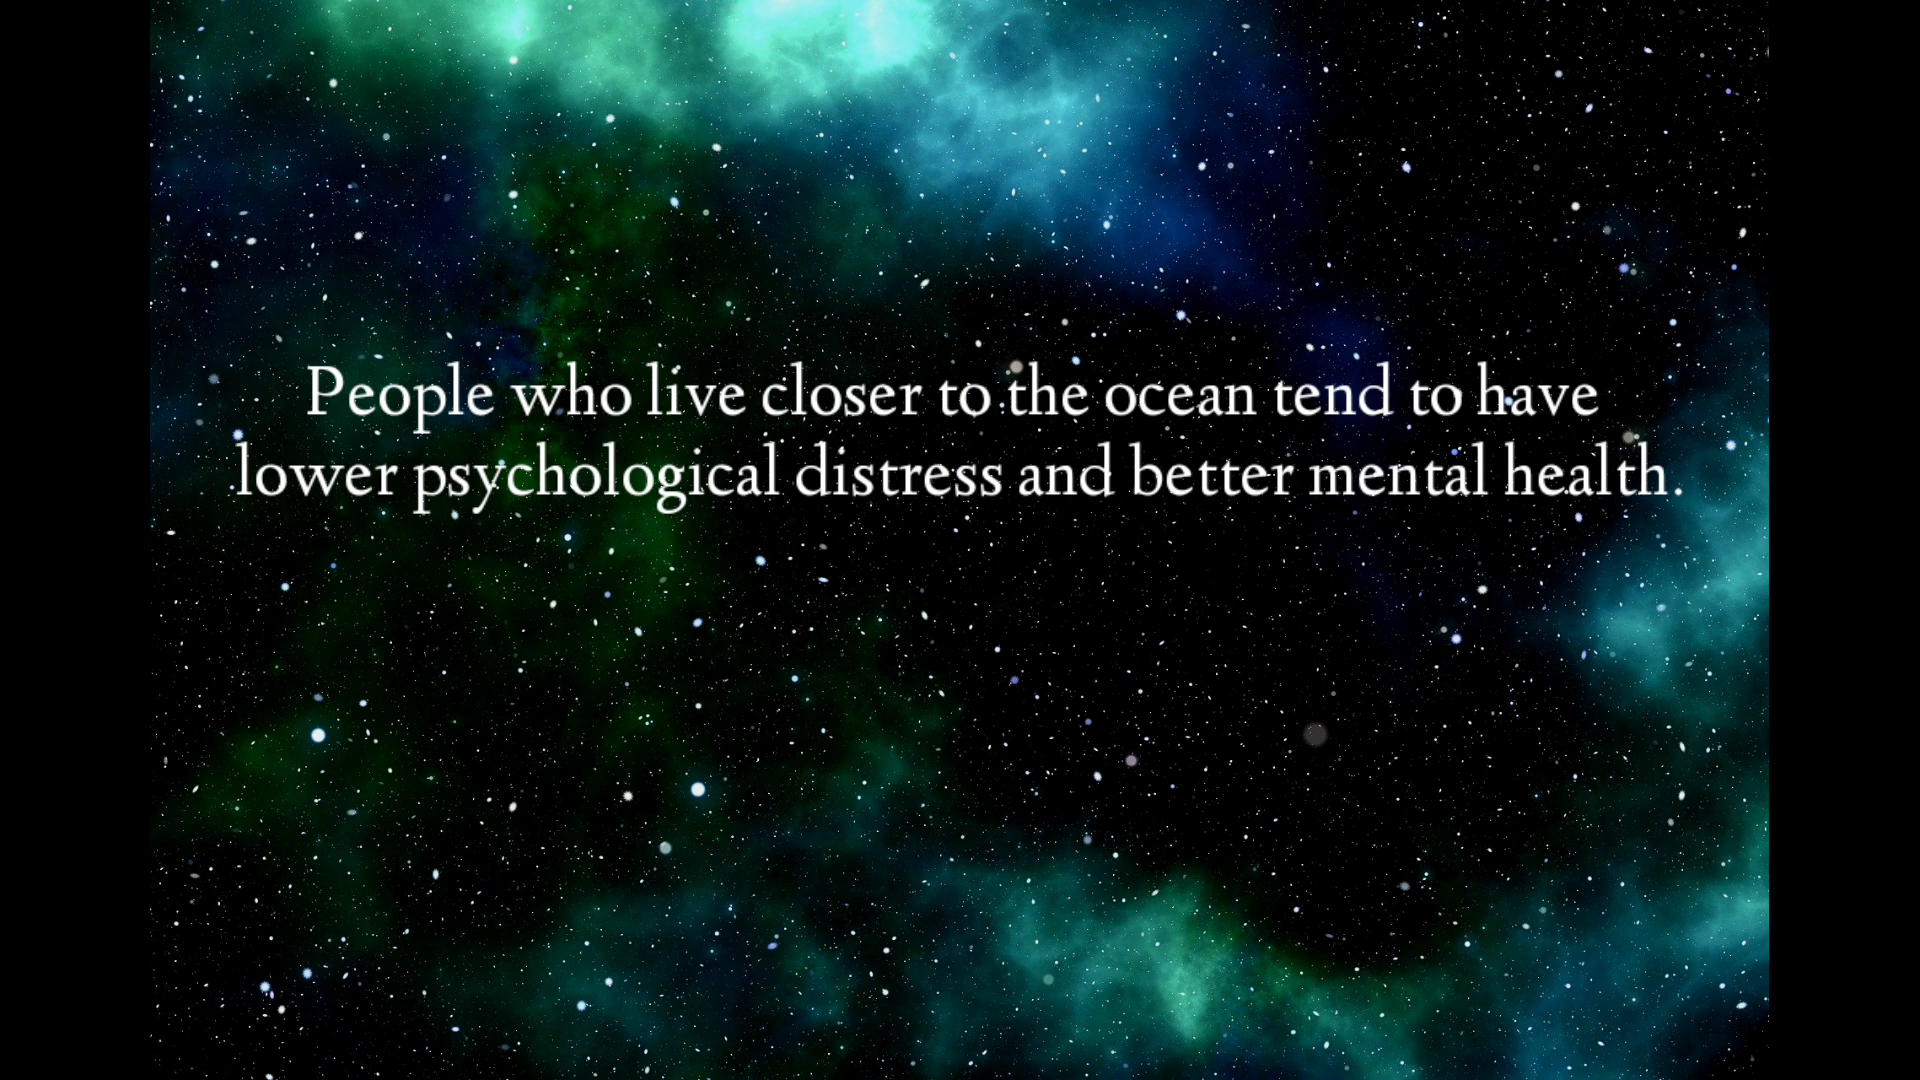 People who live closer to the ocean tend to have
lower psychological distress and better mental health.